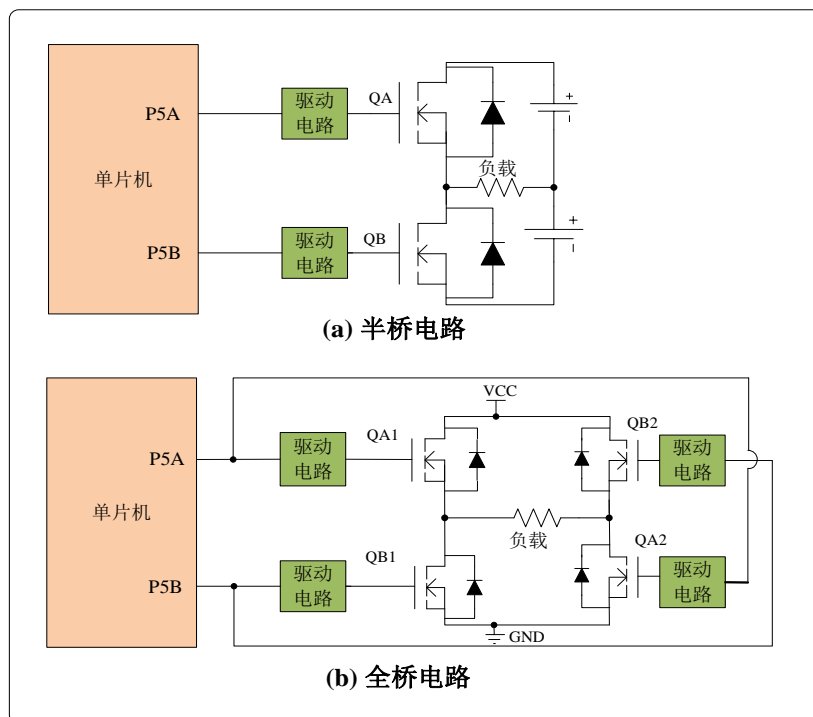 单片机
P5A
P5B
驱动
电路
驱动
电路
QA
QB
负载
+
−
+
−
(a) 半桥电路
单片机
P5A
P5B
驱动
电路
驱动
电路
QA1
QB1
VCC
负载
GND
QB2
QA2
驱动
电路
驱动
电路
(b) 全桥电路